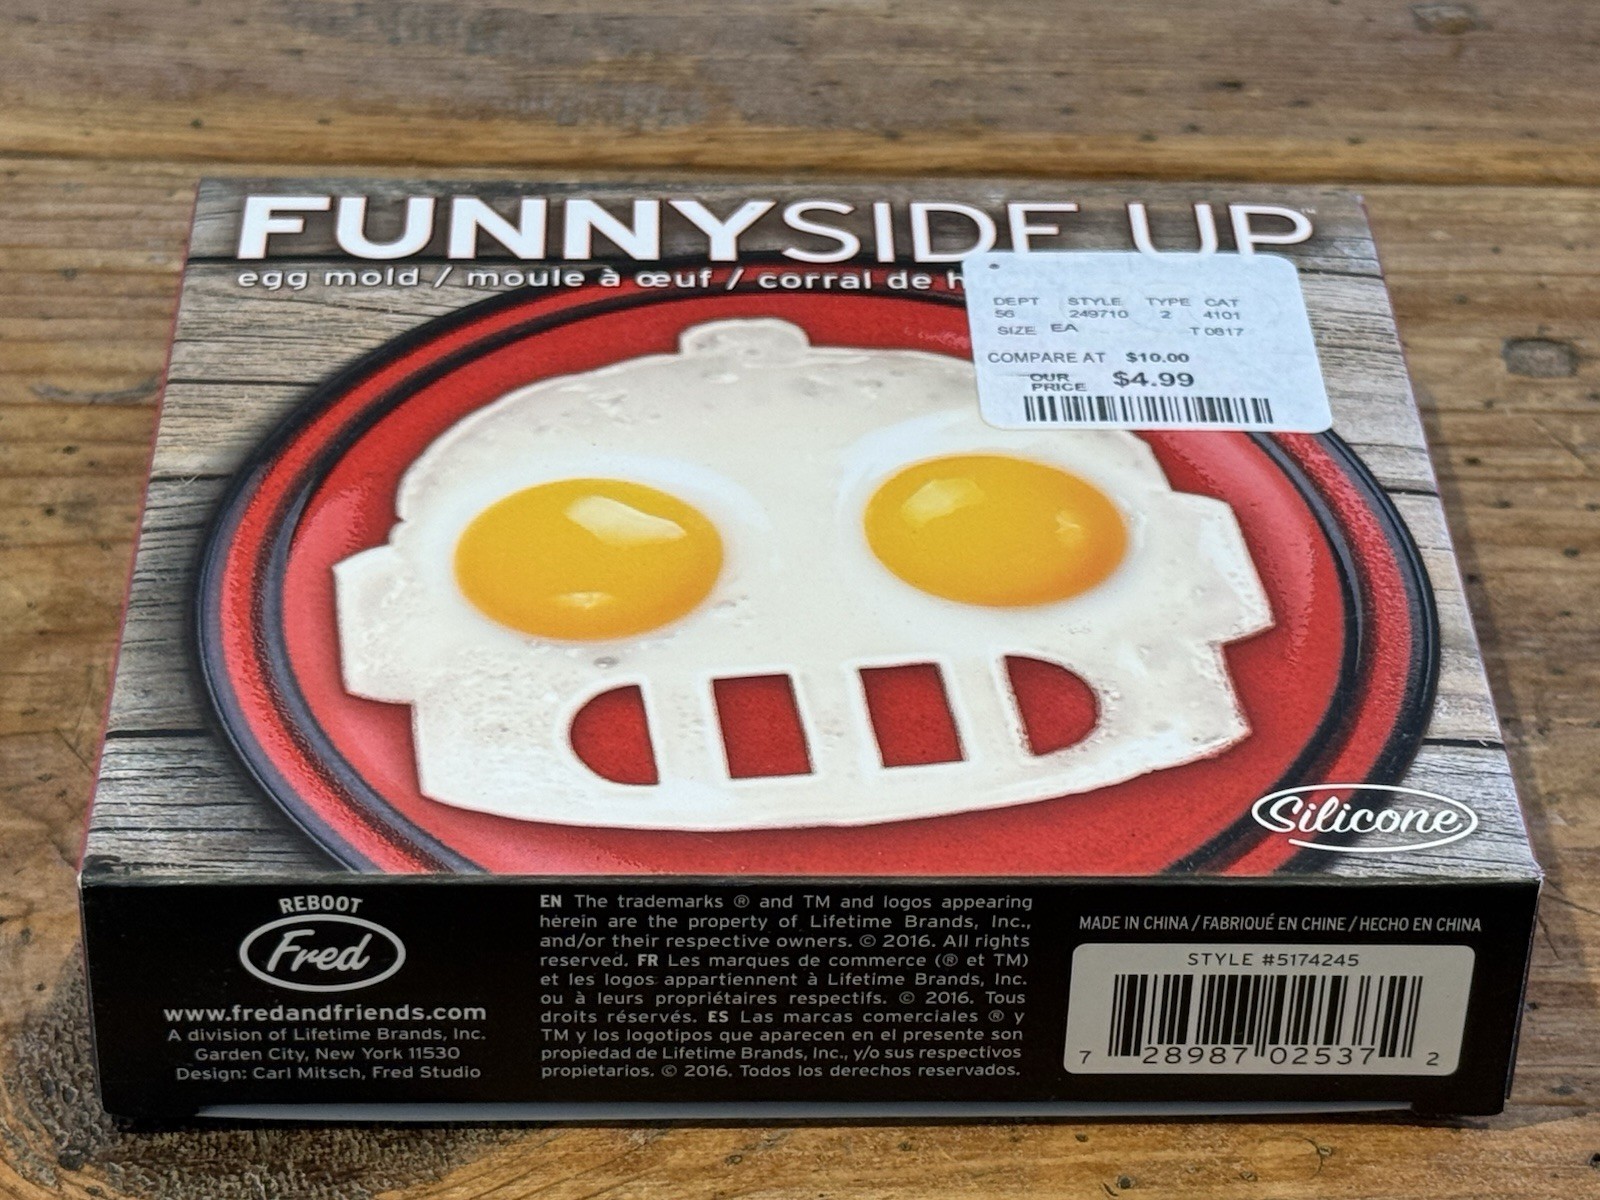 FUNNYSIDE UP™
egg mold / moule à œuf / corral de h
DEPT STYLE TYPE CAT
56 249710 2 4101
SIZE EA T 0817
COMPARE AT $10.00
OUR PRICE $4.99
Silicone
REBOOT
Fred
www.fredandfriends.com
A division of Lifetime Brands, Inc.
Garden City, New York 11530
Design: Carl Mitsch, Fred Studio
EN The trademarks ® and TM and logos appearing
herein are the property of Lifetime Brands, Inc.,
and/or their respective owners. © 2016. All rights
reserved. FR Les marques de commerce (® et TM)
et les logos appartiennent à Lifetime Brands, Inc.
ou à leurs propriétaires respectifs. © 2016. Tous
droits réservés. ES Las marcas comerciales ® y
TM y los logotipos que aparecen en el presente son
propiedad de Lifetime Brands, Inc., y/o sus respectivos
propietarios. © 2016. Todos los derechos reservados.
MADE IN CHINA / FABRIQUÉ EN CHINE / HECHO EN CHINA
STYLE #5174245
7 28987 02537 2